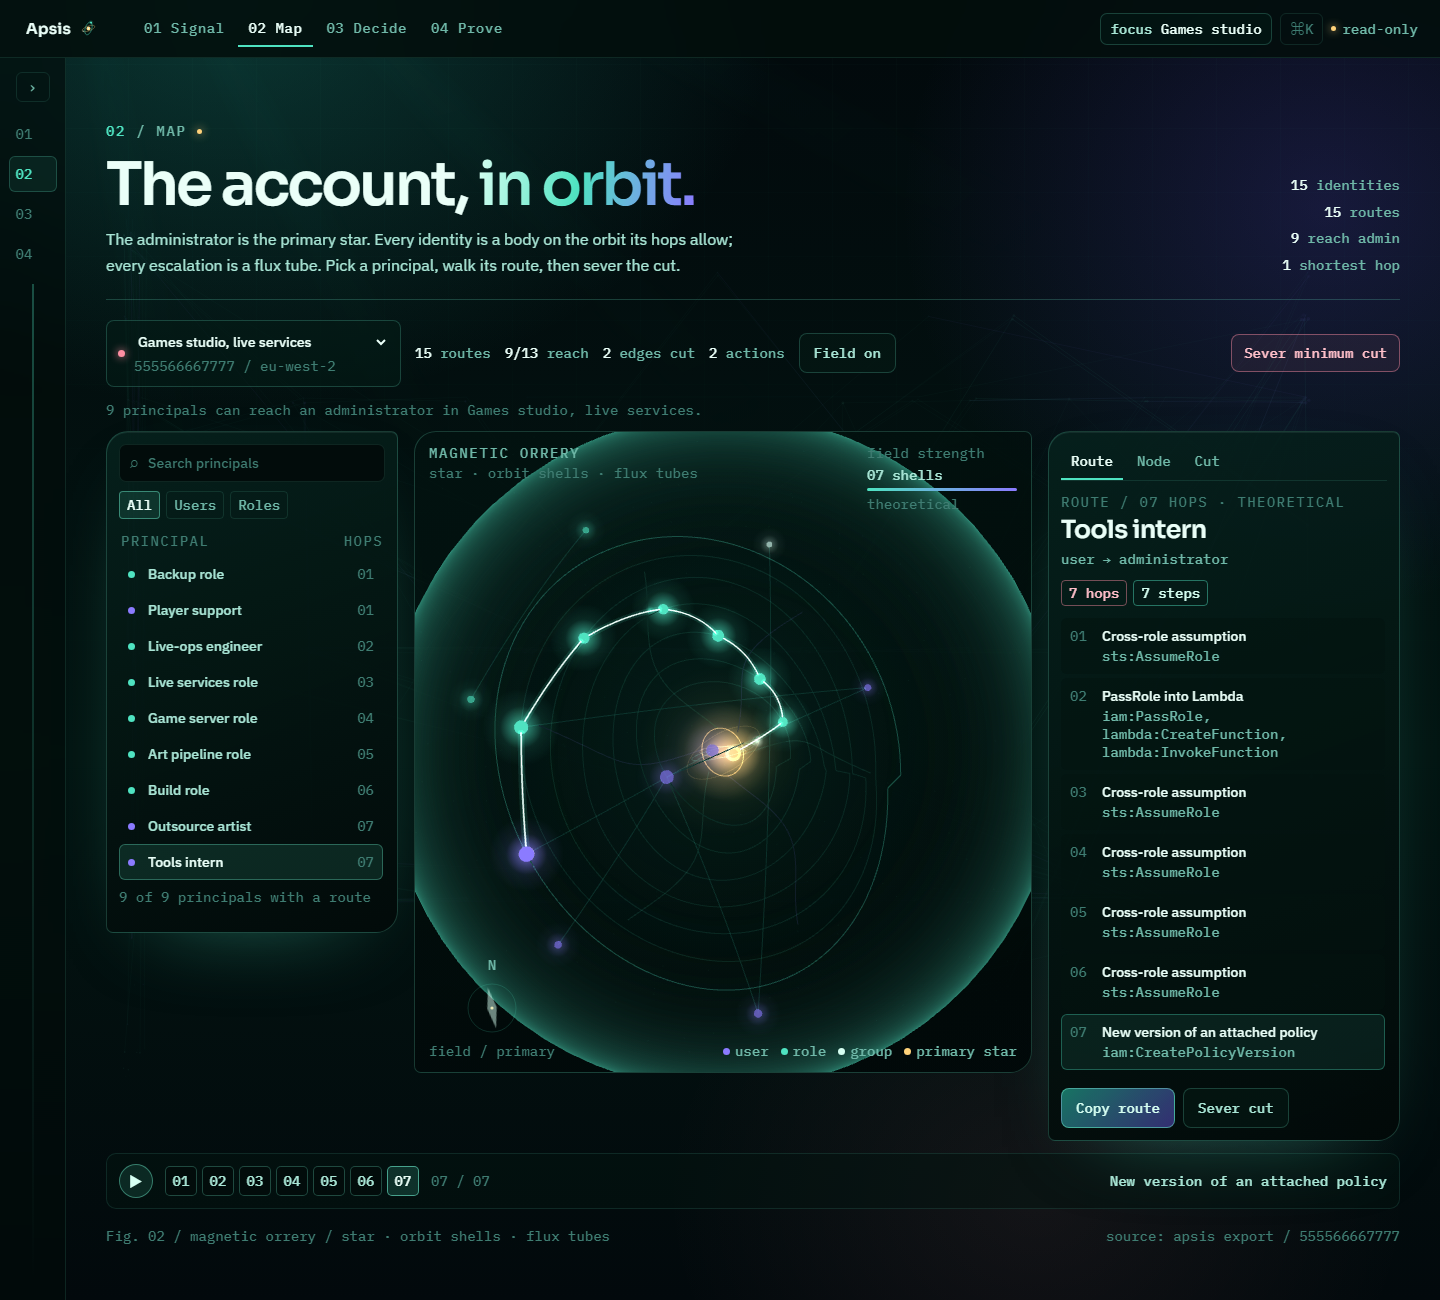 Apsis
01 Signal
02 Map
03 Decide
04 Prove
focus Games studio
⌘K
read-only
›
01
02
03
04
02 / MAP
The account, in orbit.
The administrator is the primary star. Every identity is a body on the orbit its hops allow;
every escalation is a flux tube. Pick a principal, walk its route, then sever the cut.
15 identities
15 routes
9 reach admin
1 shortest hop
Games studio, live services
555566667777 / eu-west-2
15 routes 9/13 reach 2 edges cut 2 actions
Field on
Sever minimum cut
9 principals can reach an administrator in Games studio, live services.
Search principals
All Users Roles
PRINCIPAL HOPS
Backup role 01
Player support 01
Live-ops engineer 02
Live services role 03
Game server role 04
Art pipeline role 05
Build role 06
Outsource artist 07
Tools intern 07
9 of 9 principals with a route
MAGNETIC ORRERY
star · orbit shells · flux tubes
field strength
07 shells
theoretical
N
field / primary
user role group primary star
Route Node Cut
ROUTE / 07 HOPS · THEORETICAL
Tools intern
user → administrator
7 hops 7 steps
01 Cross-role assumption
sts:AssumeRole
02 PassRole into Lambda
iam:PassRole,
lambda:CreateFunction,
lambda:InvokeFunction
03 Cross-role assumption
sts:AssumeRole
04 Cross-role assumption
sts:AssumeRole
05 Cross-role assumption
sts:AssumeRole
06 Cross-role assumption
sts:AssumeRole
07 New version of an attached policy
iam:CreatePolicyVersion
Copy route
Sever cut
01 02 03 04 05 06 07 07 / 07
New version of an attached policy
Fig. 02 / magnetic orrery / star · orbit shells · flux tubes
source: apsis export / 555566667777